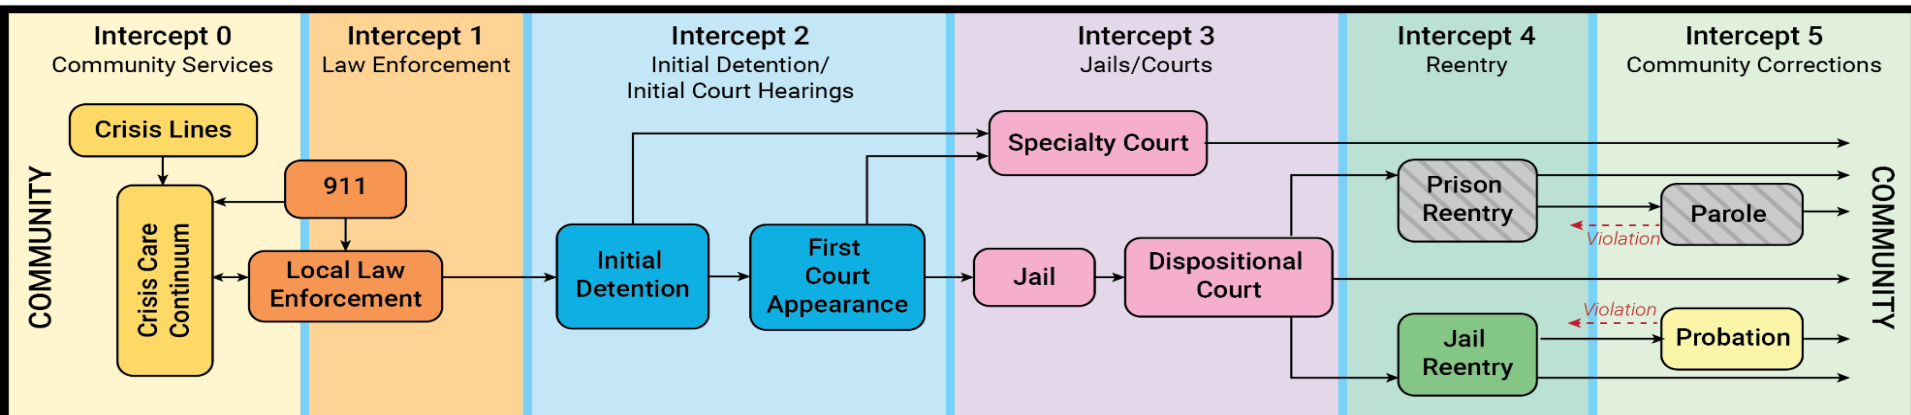 Intercept 0
Community Services
Intercept 1
Law Enforcement
Intercept 2
Initial Detention/
Initial Court Hearings
Intercept 3
Jails/Courts
Intercept 4
Reentry
Intercept 5
Community Corrections
COMMUNITY
Crisis Lines
Crisis Care
Continuum
911
Local Law
Enforcement
Initial
Detention
First
Court
Appearance
Specialty Court
Jail
Dispositional
Court
Prison
Reentry
Parole
Violation
Jail
Reentry
Violation
Probation
COMMUNITY